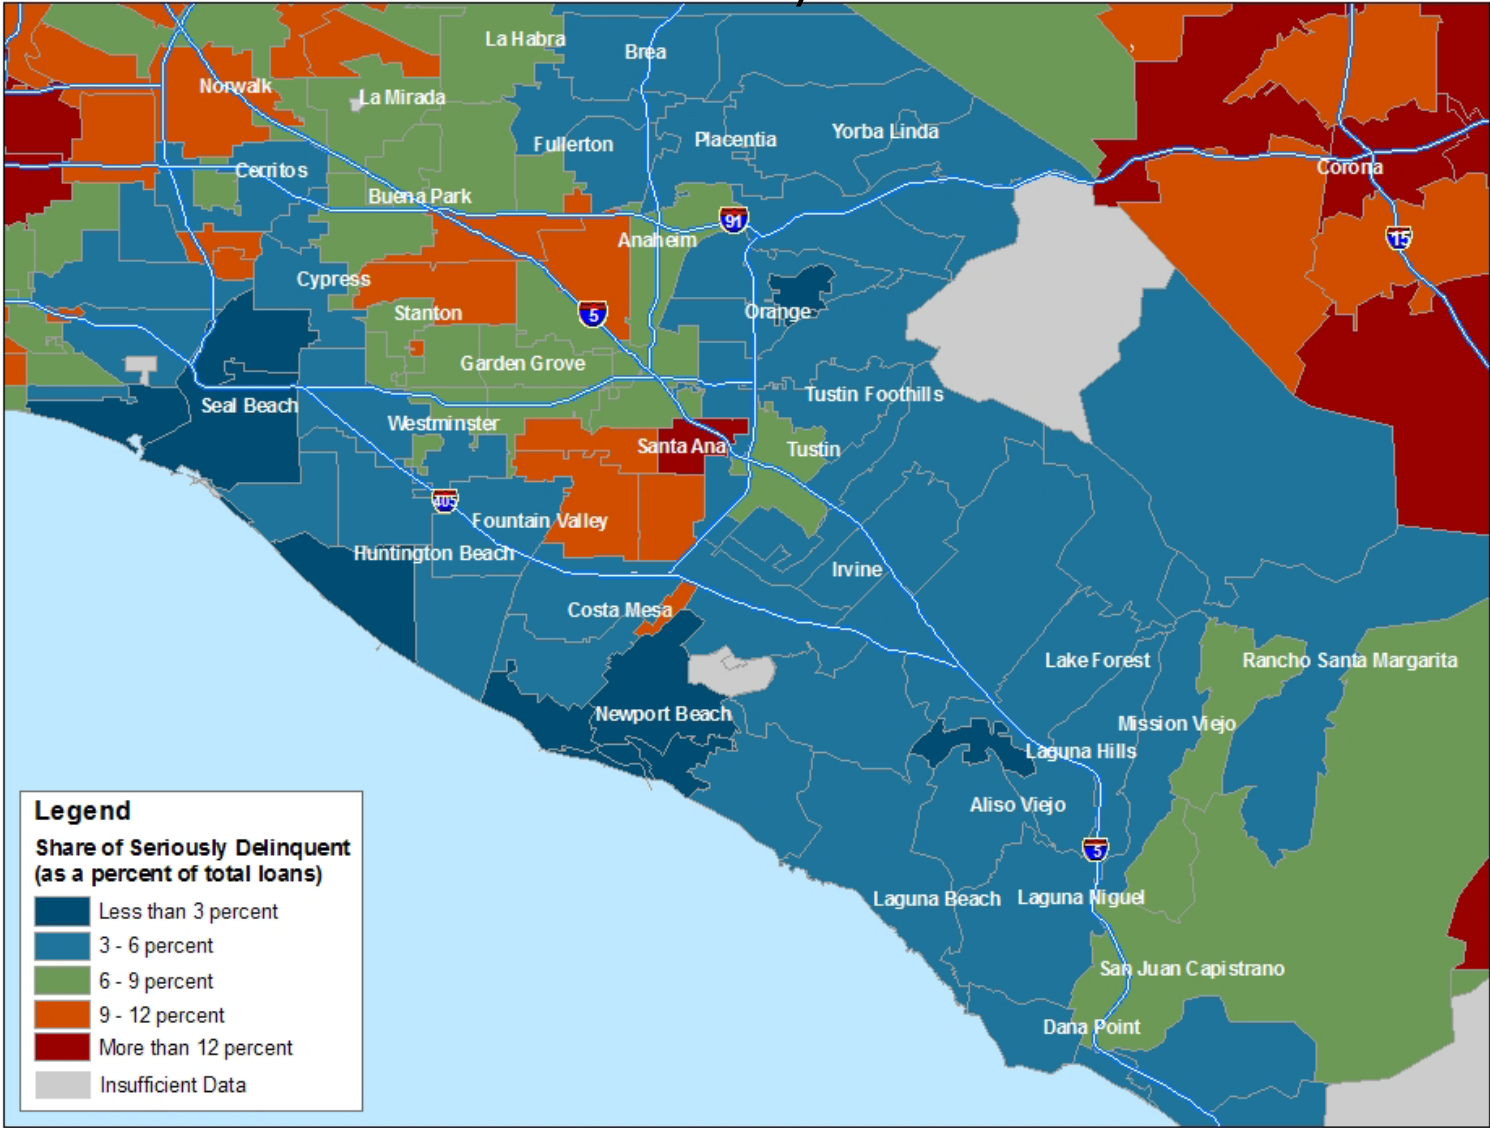 La Habra
Brea
Norwalk
La Mirada
Fullerton
Placentia
Yorba Linda
Cerritos
Corona
Buena Park
91
Anaheim
15
Cypress
Stanton
5
Orange
Garden Grove
Seal Beach
Tustin Foothills
Westminster
Santa Ana
Tustin
405
Fountain Valley
Huntington Beach
Irvine
Costa Mesa
Lake Forest
Rancho Santa Margarita
Newport Beach
Mission Viejo
Laguna Hills
Aliso Viejo
5
Laguna Beach
Laguna Niguel
San Juan Capistrano
Dana Point
Legend
Share of Seriously Delinquent
(as a percent of total loans)
Less than 3 percent
3 - 6 percent
6 - 9 percent
9 - 12 percent
More than 12 percent
Insufficient Data